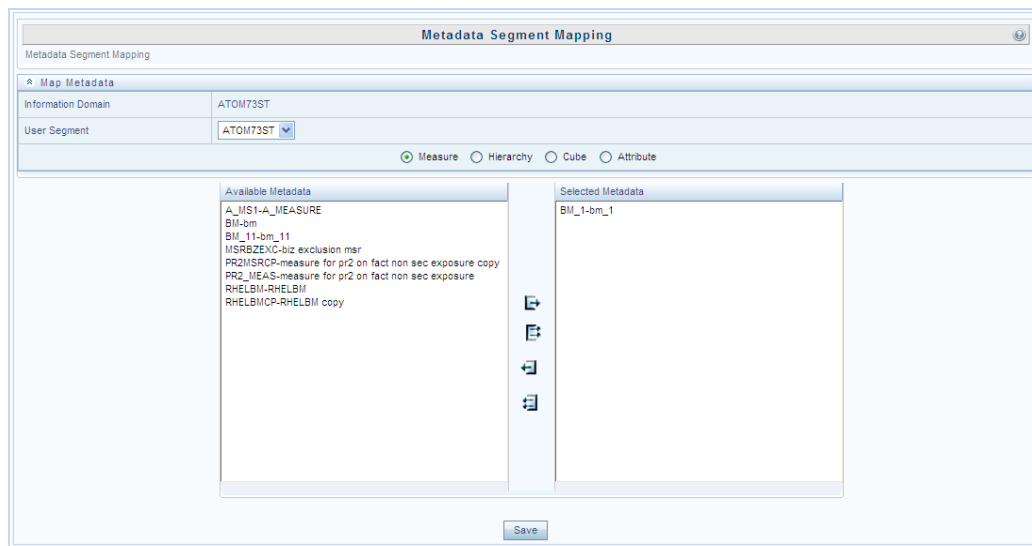 Metadata Segment Mapping
Metadata Segment Mapping
Map Metadata
Information Domain ATOM73ST
User Segment ATOM73ST
Measure Hierarchy Cube Attribute
Available Metadata
A_MS1-A_MEASURE
BM-bm
BM_11-bm_11
MSRBZEXC-biz exclusion msr
PR2MSRCP-measure for pr2 on fact non sec exposure copy
PR2_MEAS-measure for pr2 on fact non sec exposure
RHELBM-RHELBM
RHELBMCP-RHELBM copy
Selected Metadata
BM_1-bm_1
Save